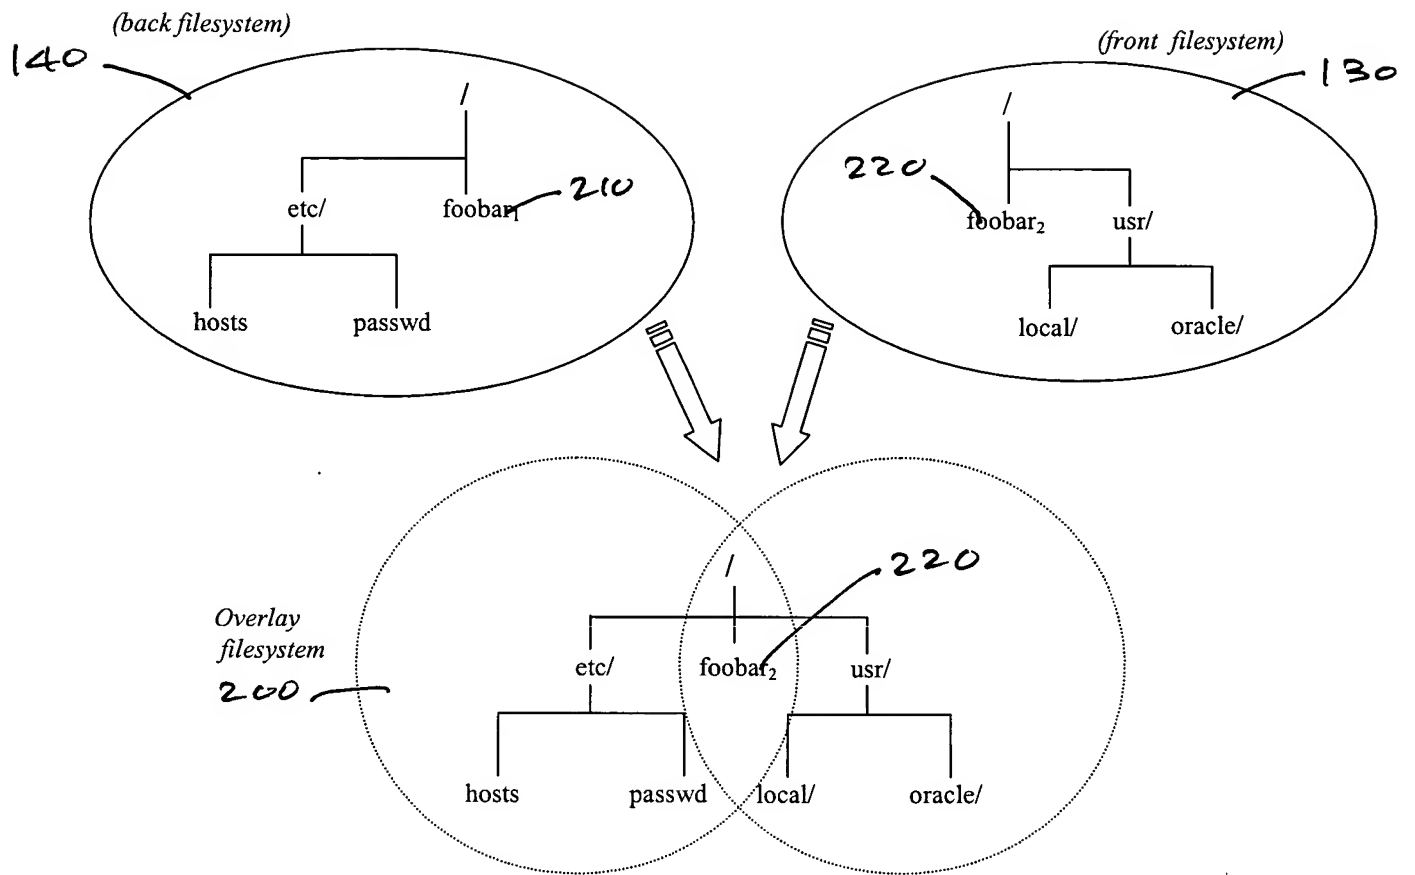 (back filesystem)
140
/
etc/
foobar₁
210
hosts
passwd
(front filesystem)
130
/
220
foobar₂
usr/
local/
oracle/
Overlay
filesystem
200
/
220
etc/
foobar₂
usr/
hosts
passwd
local/
oracle/